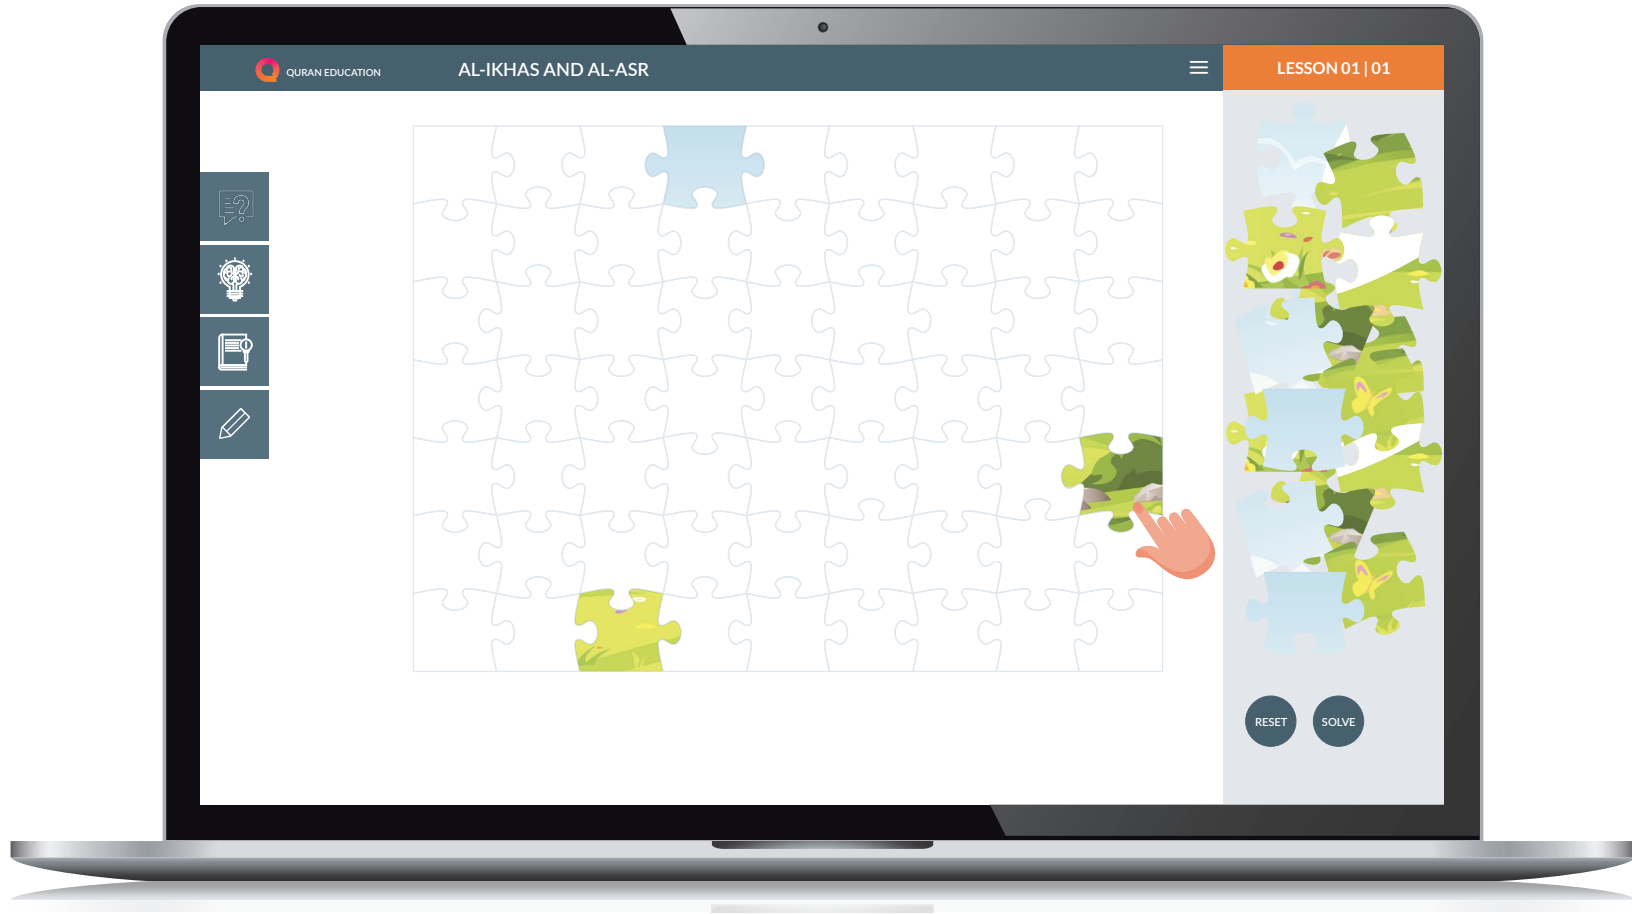 QURAN EDUCATION
AL-IKHAS AND AL-ASR
LESSON 01 | 01
RESET
SOLVE